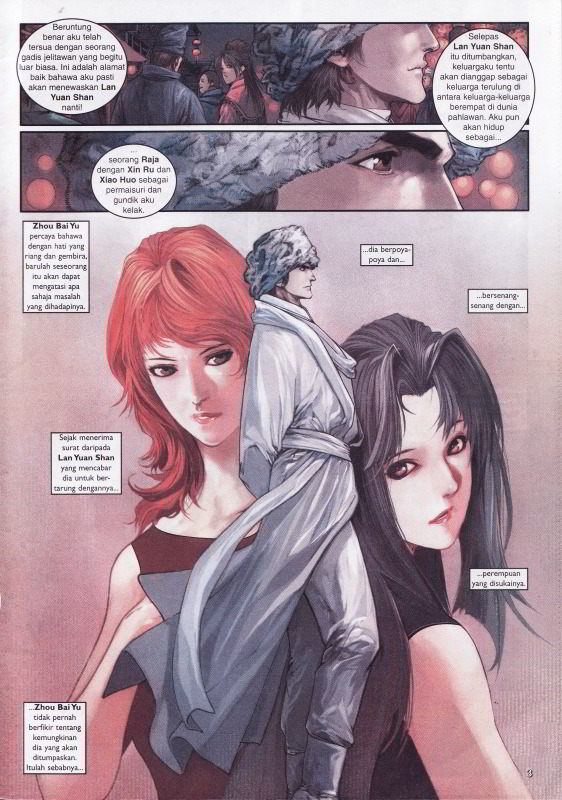 Beruntung
benar aku telah
tersua dengan seorang
gadis jelitawan yang begitu
luar biasa. Ini adalah alamat
baik bahawa aku pasti
akan menewaskan Lan
Yuan Shan
nanti!
Selepas
Lan Yuan Shan
itu ditumbangkan,
keluargaku tentu
akan dianggap sebagai
keluarga terulung di
antara keluarga-keluarga
berempat di dunia
pahlawan. Aku pun
akan hidup
sebagai...
...
seorang Raja
dengan Xin Ru dan
Xiao Huo sebagai
permaisuri dan
gundik aku
kelak.
Zhou Bai Yu
percaya bahawa
dengan hati yang
riang dan gembira,
barulah seseorang
itu akan dapat
mengatasi apa
sahaja masalah
yang dihadapinya.
Sejak menerima
surat daripada
Lan Yuan Shan
yang mencabar
dia untuk ber-
tarung dengannya...
...dia berpoya-
poya dan...
...bersenang-
senang dengan...
...perempuan
yang disukainya.
...Zhou Bai Yu
tidak pernah
berfikir tentang
kemungkinan
dia yang akan
ditumpaskan.
Itulah sebabnya...
3